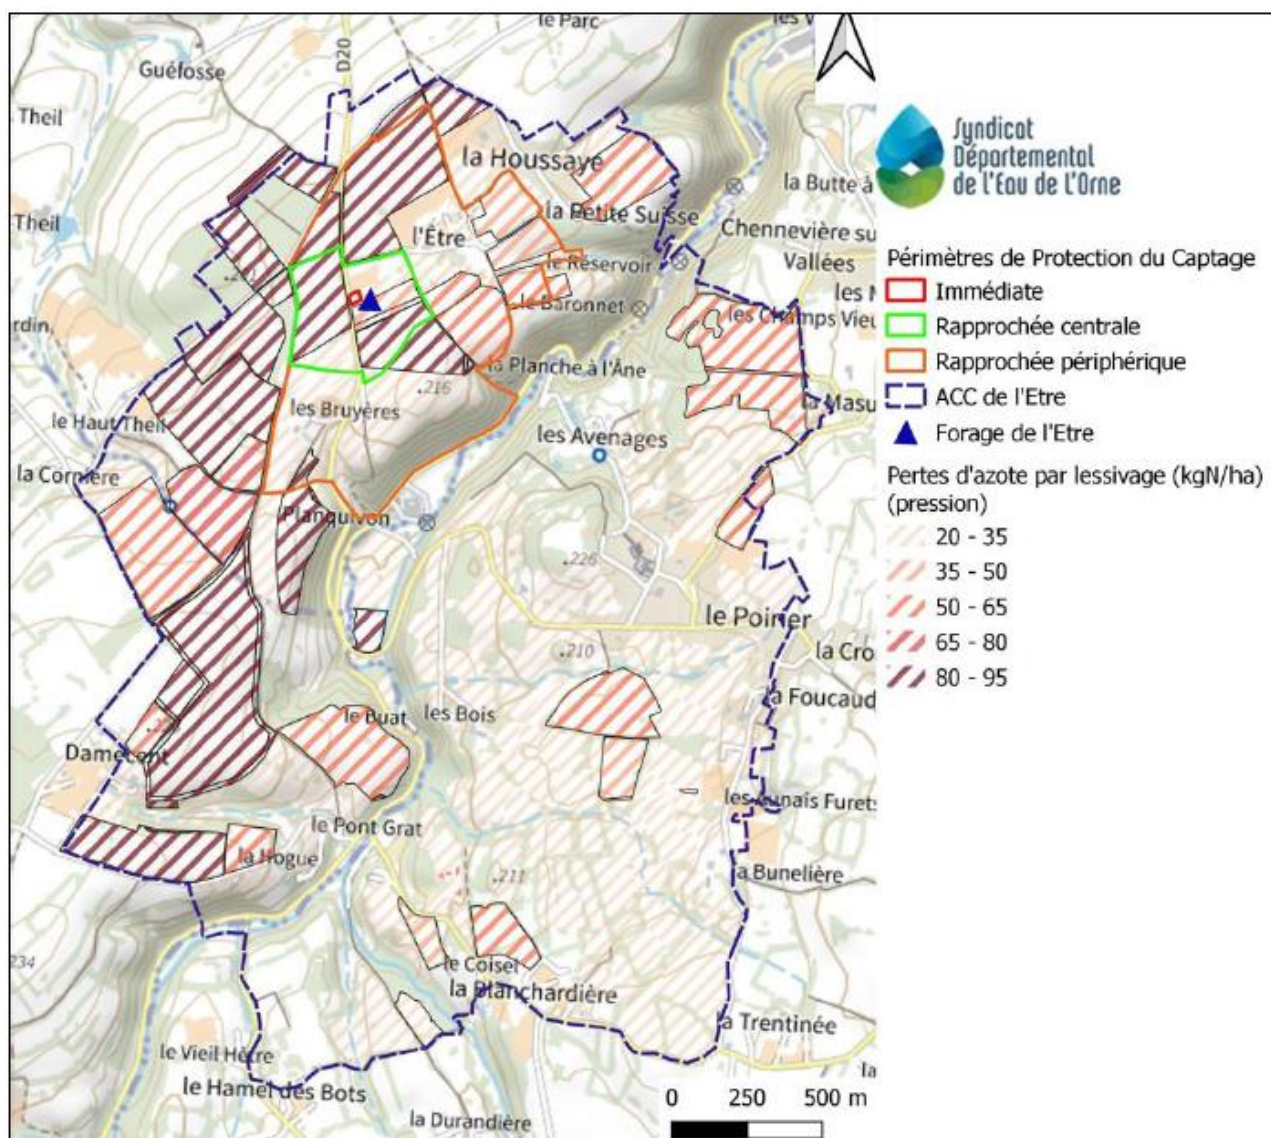 le Parc
les V
D20
Guéfosse
Theil
la Houssaye
la Butte à
la Petite Suisse
Theil
l'Être
Chennevière su
Vallées
le Réservoir
les M
le Baronnet
les Champs Vieu
rdin
la Planche à l'Âne
.216
les Bruyères
la Masu
le Haut Theil
les Avenages
la Cornière
Planquivon
.226
le Poirier
.210
la Cro
la Foucaud
le Buat
les Bois
Damecent
les Aunais Furets
le Pont Grat
la Hogue
.211
la Bunelière
234
le Coisel
la Blanchardière
la Trentinée
le Vieil Hêtre
le Hamel des Bots
la
la Durandière
0 250 500 m
Syndicat
Départemental
de l'Eau de l'Orne
Périmètres de Protection du Captage
Immédiate
Rapprochée centrale
Rapprochée périphérique
ACC de l'Etre
Forage de l'Etre
Pertes d'azote par lessivage (kgN/ha)
(pression)
20 - 35
35 - 50
50 - 65
65 - 80
80 - 95